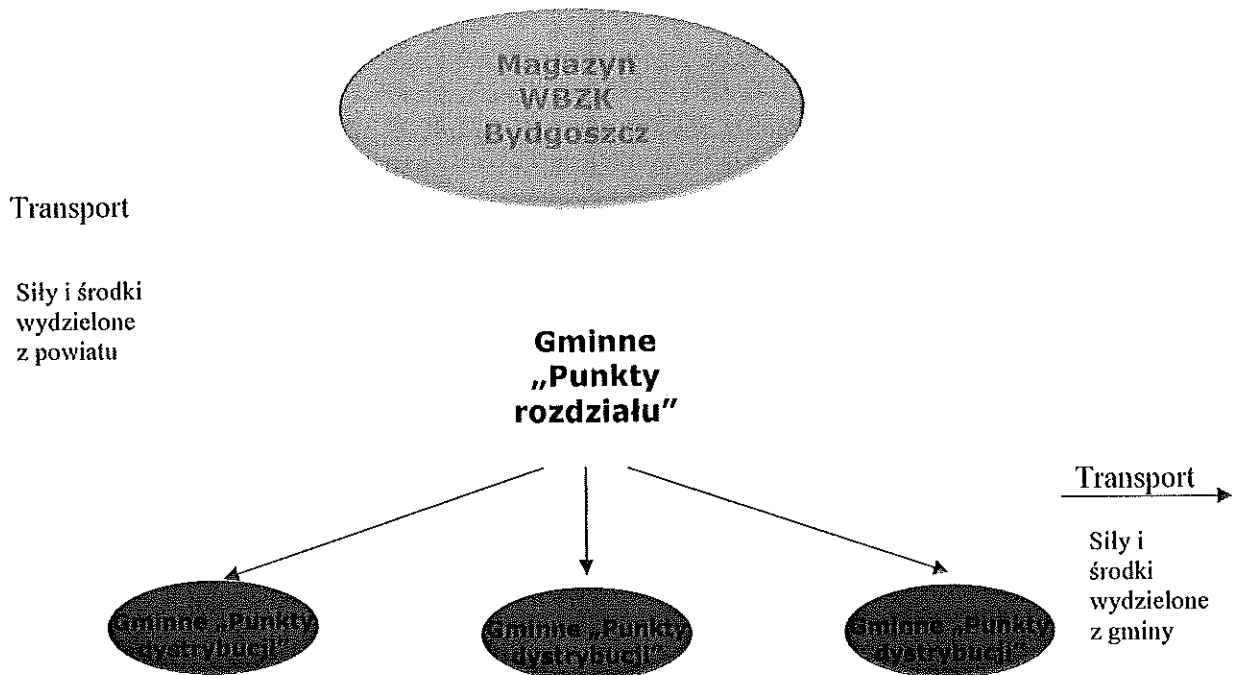 Magazyn
WBZK
Bydgoszcz
Transport
Siły i środki
wydzielone
z powiatu
Gminne
„Punkty
rozdziału”
Transport
Siły i
środki
wydzielone
z gminy
Gminne „Punkty
dystrybucji”
Gminne „Punkty
dystrybucji”
Gminne „Punkty
dystrybucji”